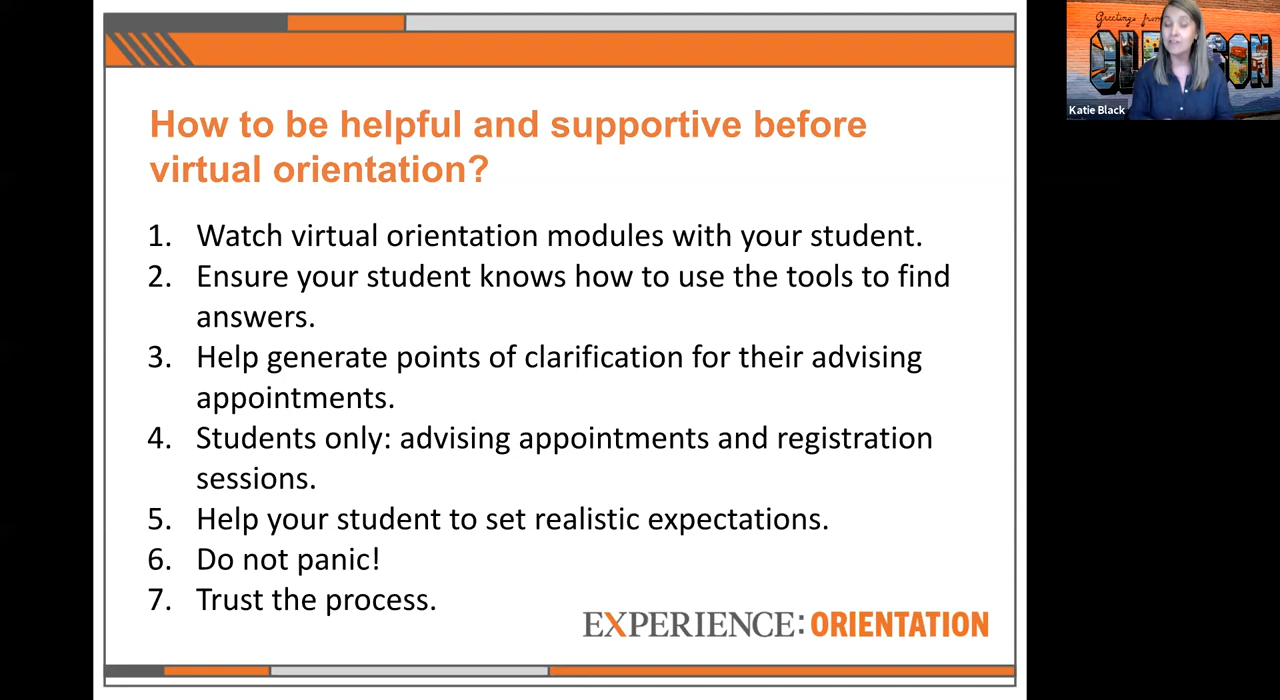 Greetings from
Katie Black
How to be helpful and supportive before
virtual orientation?
1. Watch virtual orientation modules with your student.
2. Ensure your student knows how to use the tools to find
answers.
3. Help generate points of clarification for their advising
appointments.
4. Students only: advising appointments and registration
sessions.
5. Help your student to set realistic expectations.
6. Do not panic!
7. Trust the process.
EXPERIENCE: ORIENTATION